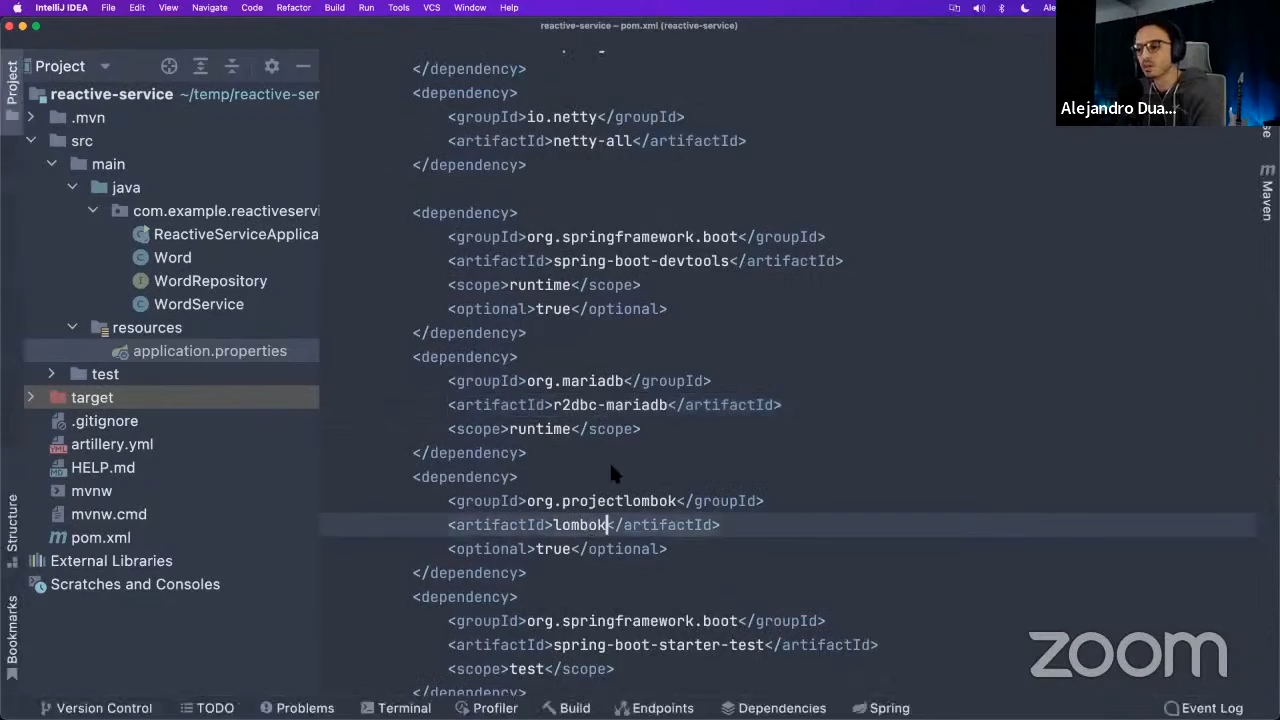 IntelliJ IDEA File Edit View Navigate Code Refactor Build Run Tools VCS Window Help
reactive-service – pom.xml (reactive-service)
Alejandro Dua...
Project
Project
reactive-service ~/temp/reactive-ser
.mvn
src
main
java
com.example.reactiveservi
ReactiveServiceApplica
Word
WordRepository
WordService
resources
application.properties
test
target
.gitignore
artillery.yml
HELP.md
mvnw
mvnw.cmd
pom.xml
External Libraries
Scratches and Consoles
Structure
Bookmarks
</dependency>
<dependency>
<groupId>io.netty</groupId>
<artifactId>netty-all</artifactId>
</dependency>
<dependency>
<groupId>org.springframework.boot</groupId>
<artifactId>spring-boot-devtools</artifactId>
<scope>runtime</scope>
<optional>true</optional>
</dependency>
<dependency>
<groupId>org.mariadb</groupId>
<artifactId>r2dbc-mariadb</artifactId>
<scope>runtime</scope>
</dependency>
<dependency>
<groupId>org.projectlombok</groupId>
<artifactId>lombok</artifactId>
<optional>true</optional>
</dependency>
<dependency>
<groupId>org.springframework.boot</groupId>
<artifactId>spring-boot-starter-test</artifactId>
<scope>test</scope>
</dependency>
Maven
zoom
Version Control TODO Problems Terminal Profiler Build Endpoints Dependencies Spring Event Log